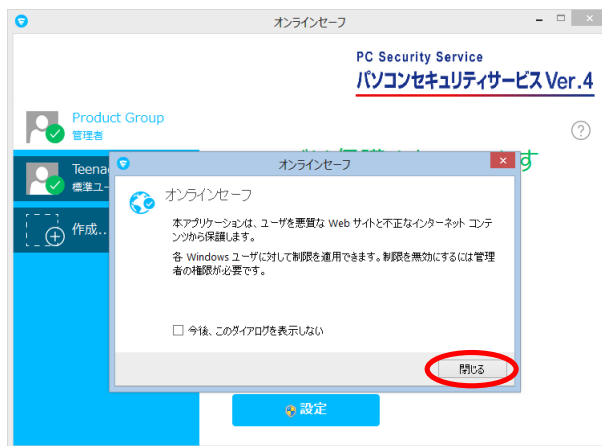 オンラインセーフ
PC Security Service
パソコンセキュリティサービス Ver.4
Product Group
管理者
?
Teena
標準ユー
作成..
オンラインセーフ
オンラインセーフ
本アプリケーションは、ユーザを悪質な Web サイトと不正なインターネット コンテ
ンツから保護します。
各 Windows ユーザに対して制限を適用できます。制限を無効にするには管理
者の権限が必要です。
今後、このダイアログを表示しない
閉じる
設定